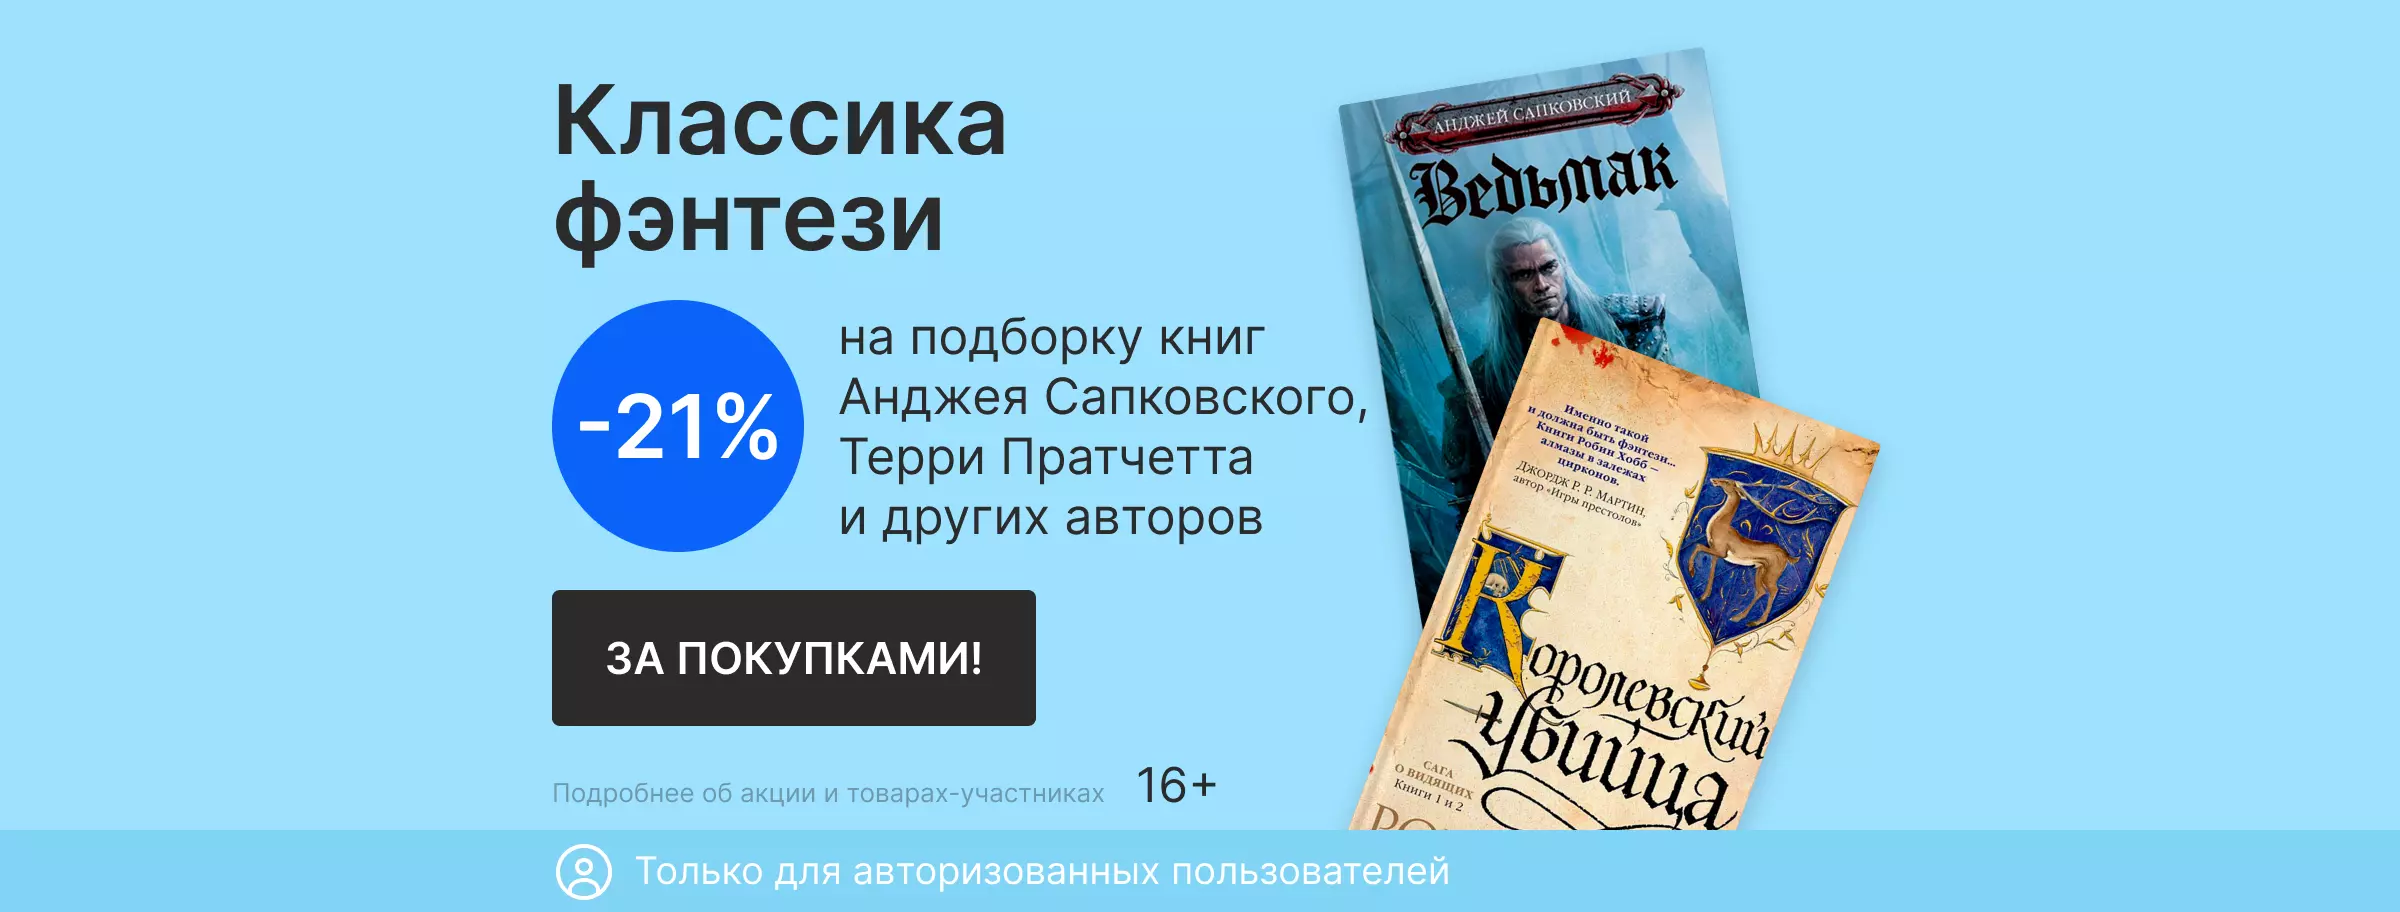 Классика
фэнтези
-21%
на подборку книг
Анджея Сапковского,
Терри Пратчетта
и других авторов
ЗА ПОКУПКАМИ!
Подробнее об акции и товарах-участниках
16+
Только для авторизованных пользователей
АНДЖЕЙ САПКОВСКИЙ
Ведьмак
Именно такой
и должна быть фэнтези...
Книги Робин Хобб –
алмазы в залежах
цирконов.
ДЖОРДЖ Р. Р. МАРТИН,
автор «Игры престолов»
Королевский
убийца
САГА
О ВИДЯЩИХ
Книги 1 и 2